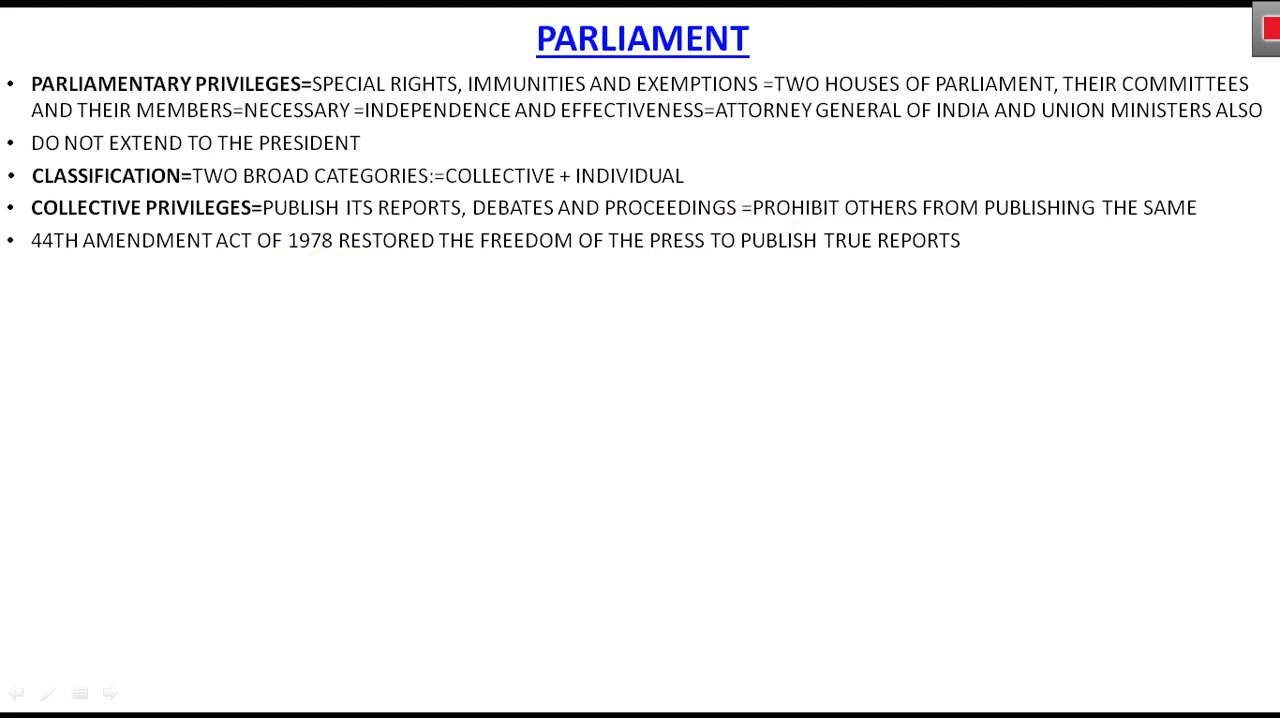 PARLIAMENT
• PARLIAMENTARY PRIVILEGES=SPECIAL RIGHTS, IMMUNITIES AND EXEMPTIONS =TWO HOUSES OF PARLIAMENT, THEIR COMMITTEES
AND THEIR MEMBERS=NECESSARY =INDEPENDENCE AND EFFECTIVENESS=ATTORNEY GENERAL OF INDIA AND UNION MINISTERS ALSO
• DO NOT EXTEND TO THE PRESIDENT
• CLASSIFICATION=TWO BROAD CATEGORIES:=COLLECTIVE + INDIVIDUAL
• COLLECTIVE PRIVILEGES=PUBLISH ITS REPORTS, DEBATES AND PROCEEDINGS =PROHIBIT OTHERS FROM PUBLISHING THE SAME
• 44TH AMENDMENT ACT OF 1978 RESTORED THE FREEDOM OF THE PRESS TO PUBLISH TRUE REPORTS